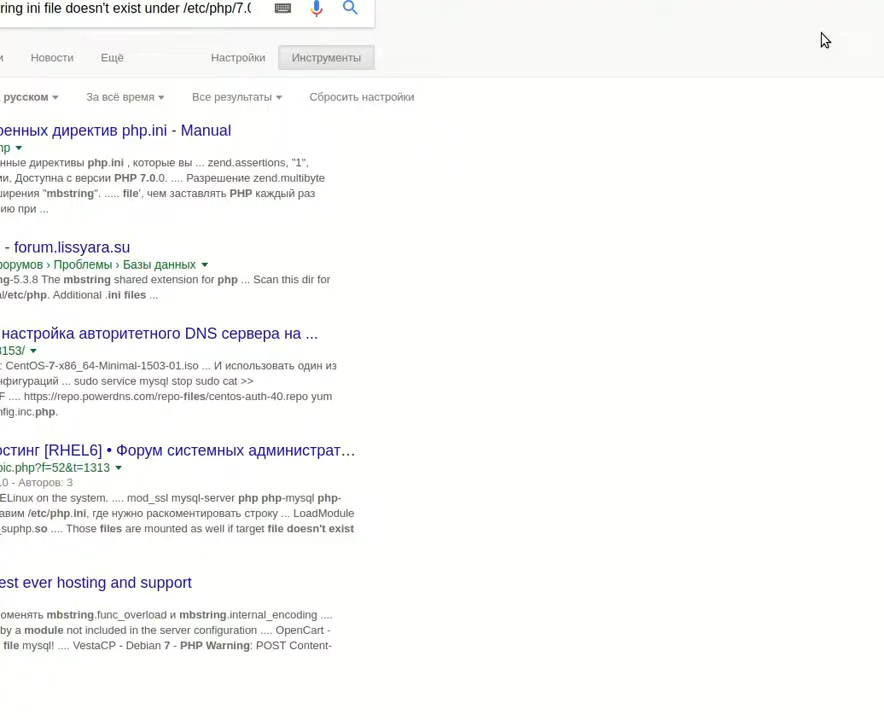 ring ini file doesn't exist under /etc/php/7.0
и Новости Ещё Настройки Инструменты
русском За всё время Все результаты Сбросить настройки
оенных директив php.ini - Manual
hp
нные директивы php.ini , которые вы ... zend.assertions, "1",
ми, Доступна с версии PHP 7.0.0. .... Разрешение zend.multibyte
ширения "mbstring". ..... file', чем заставлять PHP каждый раз
ию при ...
- forum.lissyara.su
форумов › Проблемы › Базы данных
ng-5.3.8 The mbstring shared extension for php ... Scan this dir for
al/etc/php. Additional .ini files ...
настройка авторитетного DNS сервера на ...
3153/
: CentOS-7-x86_64-Minimal-1503-01.iso ... И использовать один из
нфигураций ... sudo service mysql stop sudo cat >>
F .... https://repo.powerdns.com/repo-files/centos-auth-40.repo yum
nfig.inc.php.
остинг [RHEL6] • Форум системных администрат...
pic.php?f=52&t=1313
.0 - Авторов: 3
ELinux on the system. .... mod_ssl mysql-server php php-mysql php-
авим /etc/php.ini, где нужно раскоментировать строку ... LoadModule
_suphp.so .... Those files are mounted as well if target file doesn't exist
est ever hosting and support
оменять mbstring.func_overload и mbstring.internal_encoding ....
by a module not included in the server configuration .... OpenCart -
file mysql! .... VestaCP - Debian 7 - PHP Warning: POST Content-